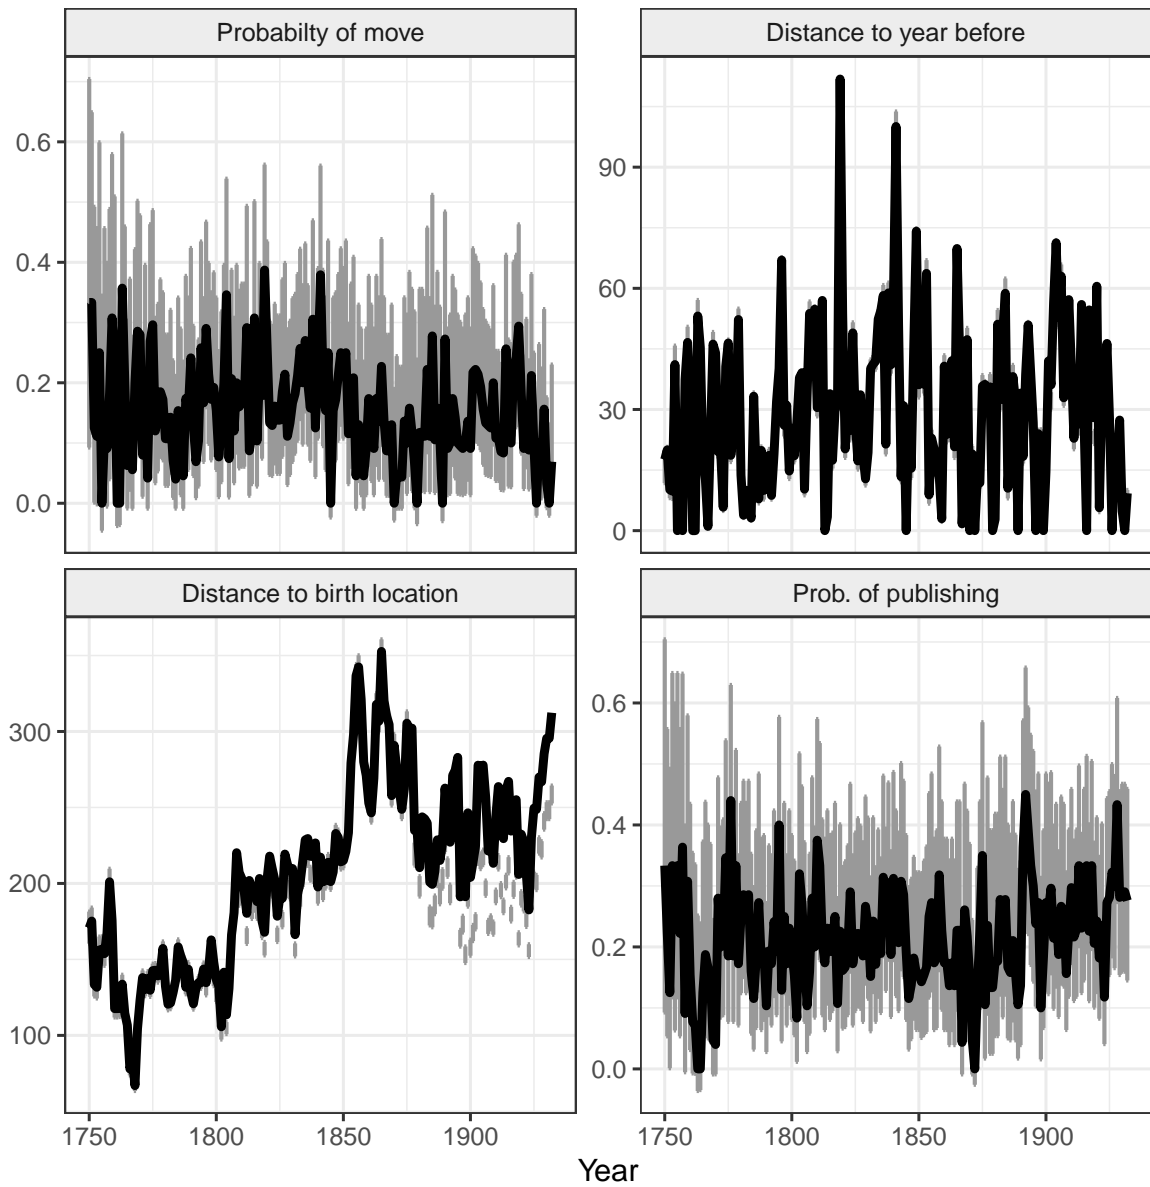 Probabilty of move
Distance to year before
0.6
0.4
0.2
0.0
90
60
30
0
Distance to birth location
Prob. of publishing
300
200
100
0.6
0.4
0.2
0.0
1750 1800 1850 1900
1750 1800 1850 1900
Year